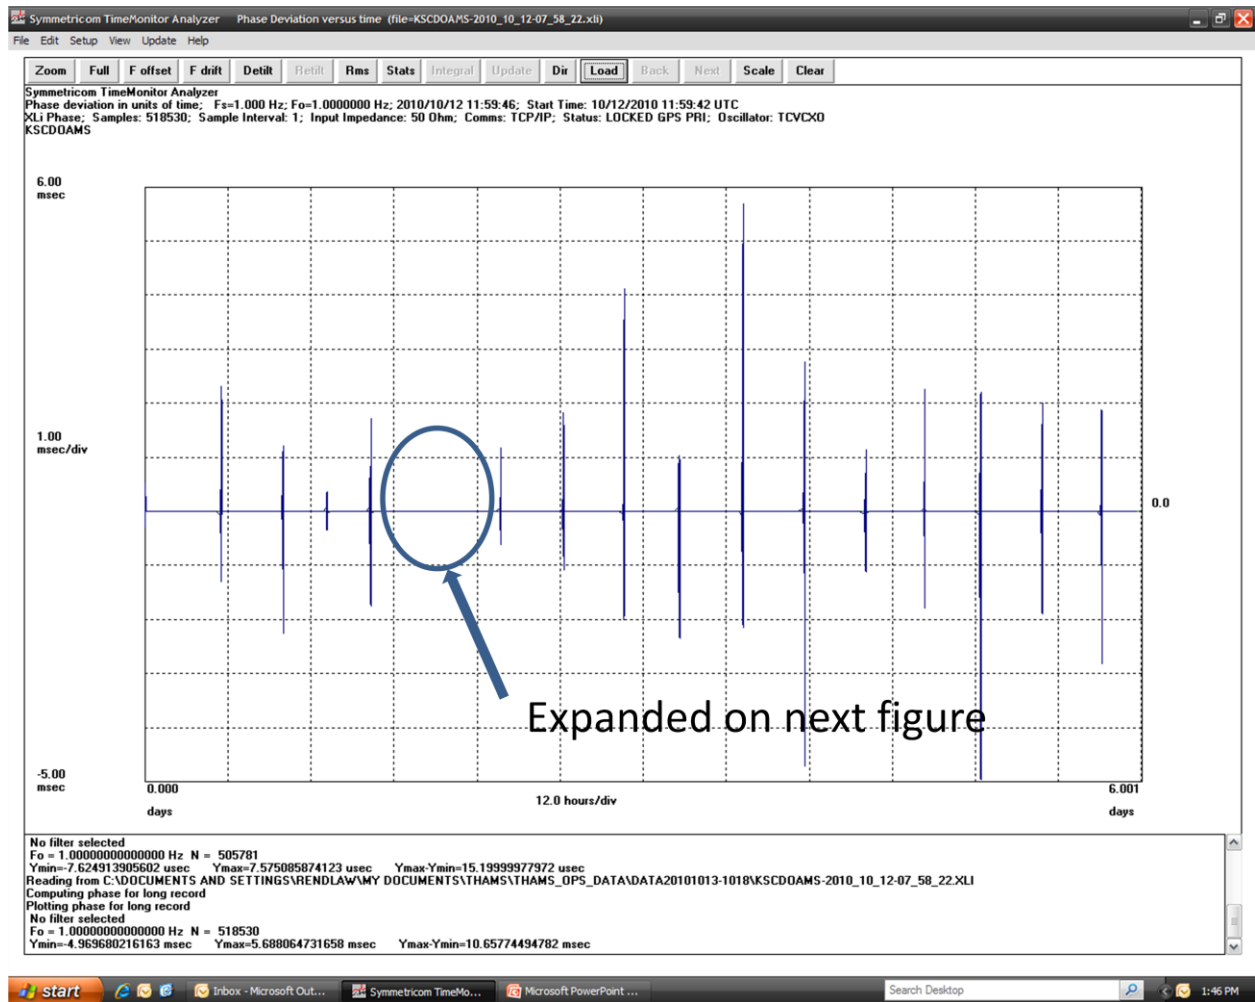 Symmetricom TimeMonitor Analyzer Phase Deviation versus time (file=KSCDOAMS-2010_10_12-07_58_22.xli)
File Edit Setup View Update Help
Zoom Full F offset F drift Detilt Retilt Rms Stats Integral Update Dir Load Back Next Scale Clear
Symmetricom TimeMonitor Analyzer
Phase deviation in units of time; Fs=1.000 Hz; Fo=1.0000000 Hz; 2010/10/12 11:59:46; Start Time: 10/12/2010 11:59:42 UTC
XLi Phase; Samples: 518530; Sample Interval: 1; Input Impedance: 50 Ohm; Comms: TCP/IP; Status: LOCKED GPS PRI; Oscillator: TCVCXO
KSCDOAMS
6.00
msec
1.00
msec/div
0.0
Expanded on next figure
-5.00
msec
0.000
days
12.0 hours/div
6.001
days
No filter selected
Fo = 1.00000000000000 Hz N = 505781
Ymin=-7.624913905602 usec Ymax=7.575085874123 usec Ymax-Ymin=15.19999977972 usec
Reading from C:\DOCUMENTS AND SETTINGS\RENDLAW\MY DOCUMENTS\THAMS\THAMS_OPS_DATA\DATA20101013-1018\KSCDOAMS-2010_10_12-07_58_22.XLI
Computing phase for long record
Plotting phase for long record
No filter selected
Fo = 1.00000000000000 Hz N = 518530
Ymin=-4.969680216163 msec Ymax=5.688064731658 msec Ymax-Ymin=10.65774494782 msec
start Inbox - Microsoft Out... Symmetricom TimeMo... Microsoft PowerPoint ... Search Desktop 1:46 PM